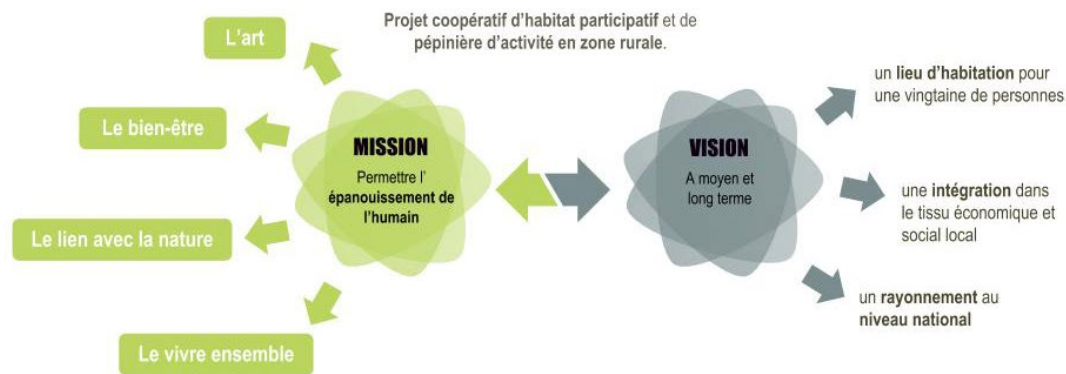 Projet coopératif d'habitat participatif et de
pépinière d'activité en zone rurale.
L'art
Le bien-être
Le lien avec la nature
Le vivre ensemble
MISSION
Permettre l'
épanouissement de
l'humain
VISION
A moyen et
long terme
un lieu d'habitation pour
une vingtaine de personnes
une intégration dans
le tissu économique et
social local
un rayonnement au
niveau national